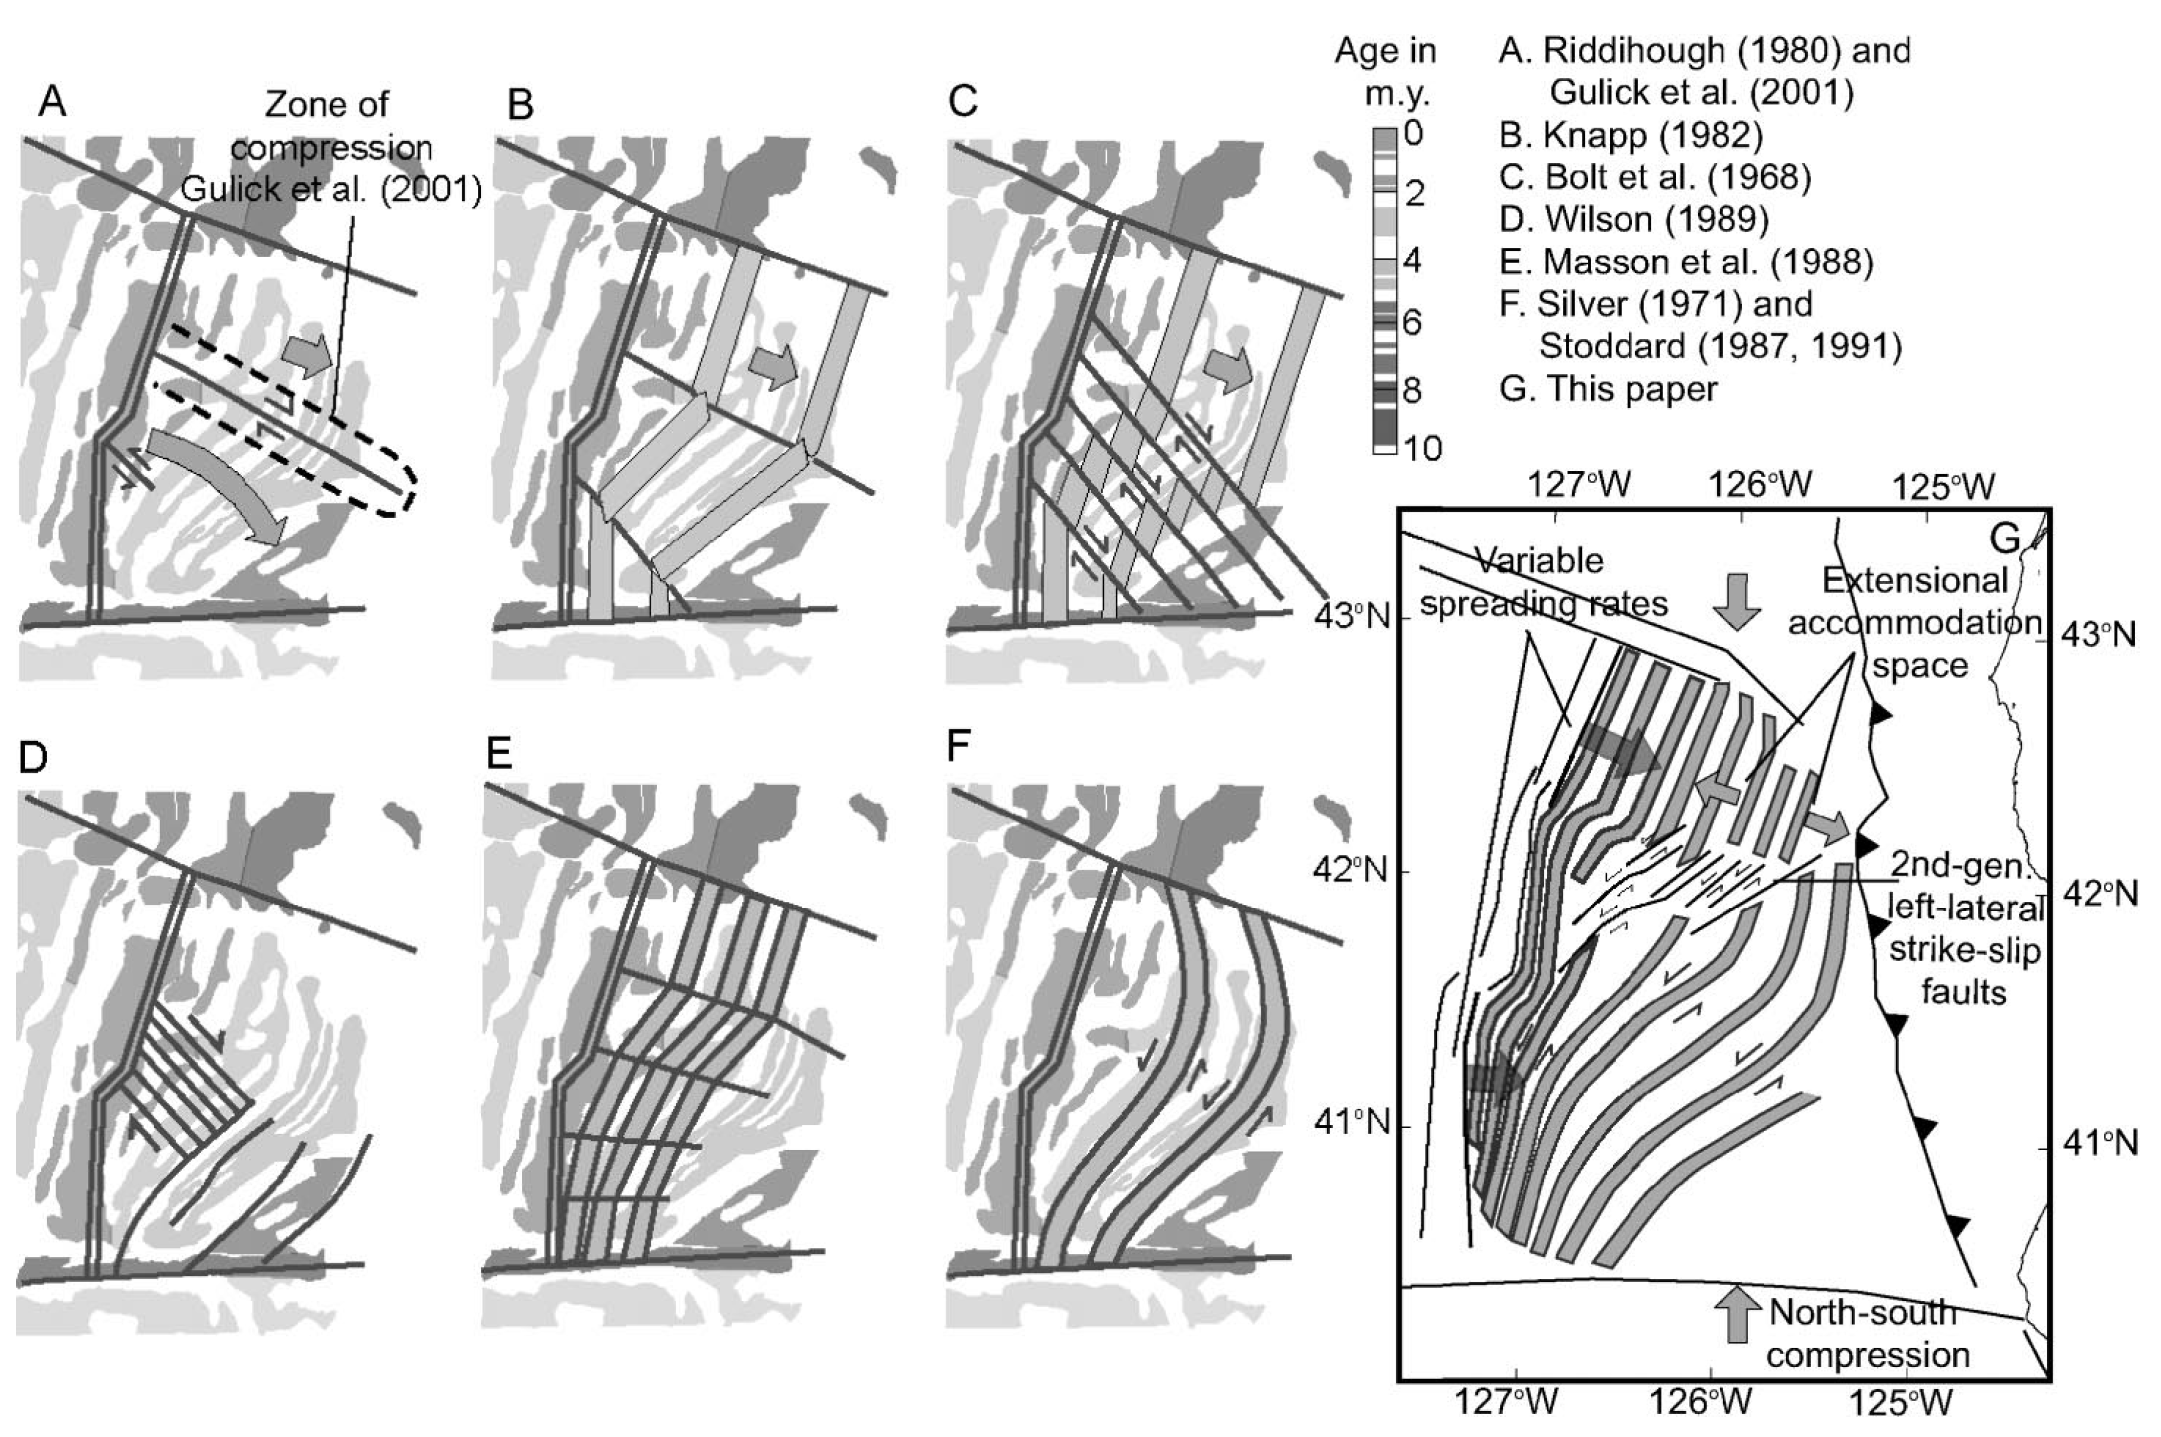 A
Zone of
compression
Gulick et al. (2001)
B
C
Age in
m.y.
0
2
4
6
8
10
A. Riddihough (1980) and
Gulick et al. (2001)
B. Knapp (1982)
C. Bolt et al. (1968)
D. Wilson (1989)
E. Masson et al. (1988)
F. Silver (1971) and
Stoddard (1987, 1991)
G. This paper
D
E
F
127°W 126°W 125°W
G
Variable
spreading rates
Extensional
accommodation
space
43°N
43°N
42°N
42°N
2nd-gen.
left-lateral
strike-slip
faults
41°N
41°N
North-south
compression
127°W 126°W 125°W